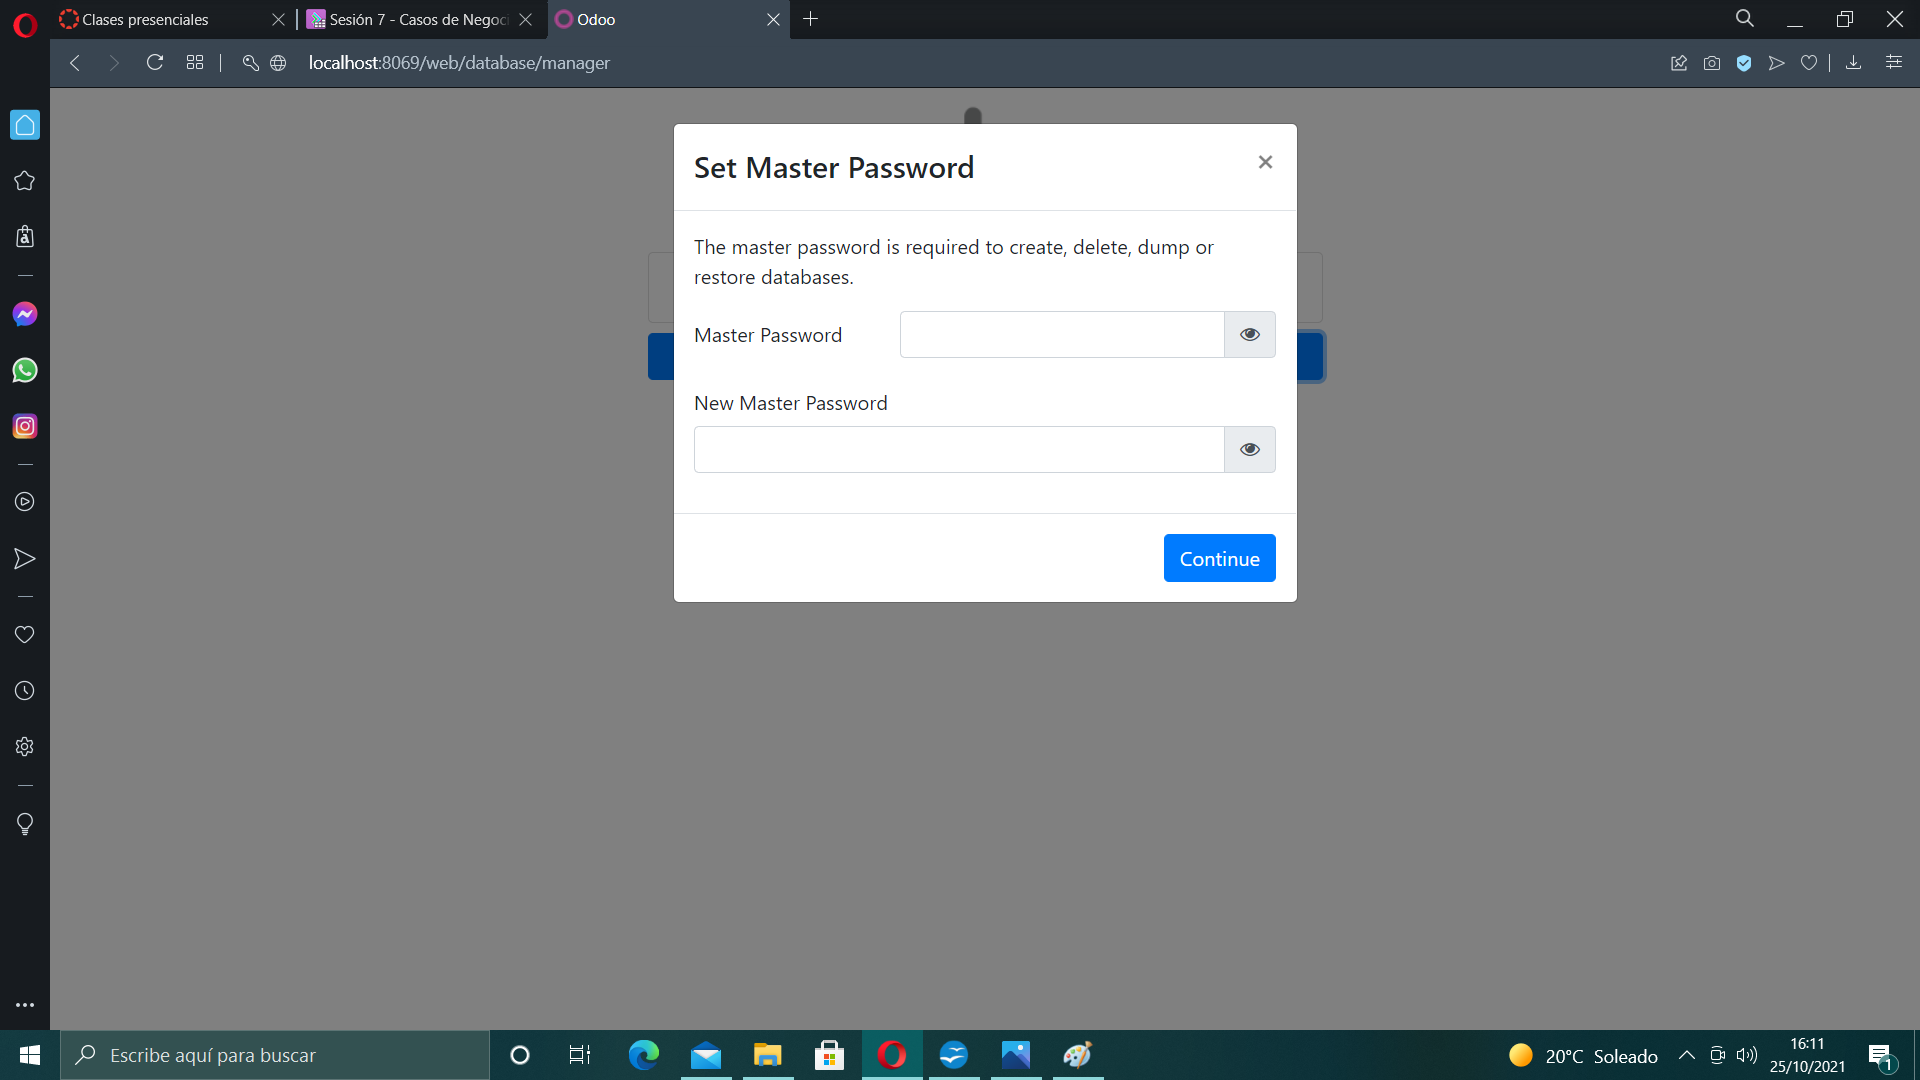 Clases presenciales
Sesión 7 - Casos de Negoci
Odoo
localhost:8069/web/database/manager
Set Master Password
The master password is required to create, delete, dump or
restore databases.
Master Password
New Master Password
Continue
Escribe aquí para buscar
20°C Soleado
16:11
25/10/2021
1